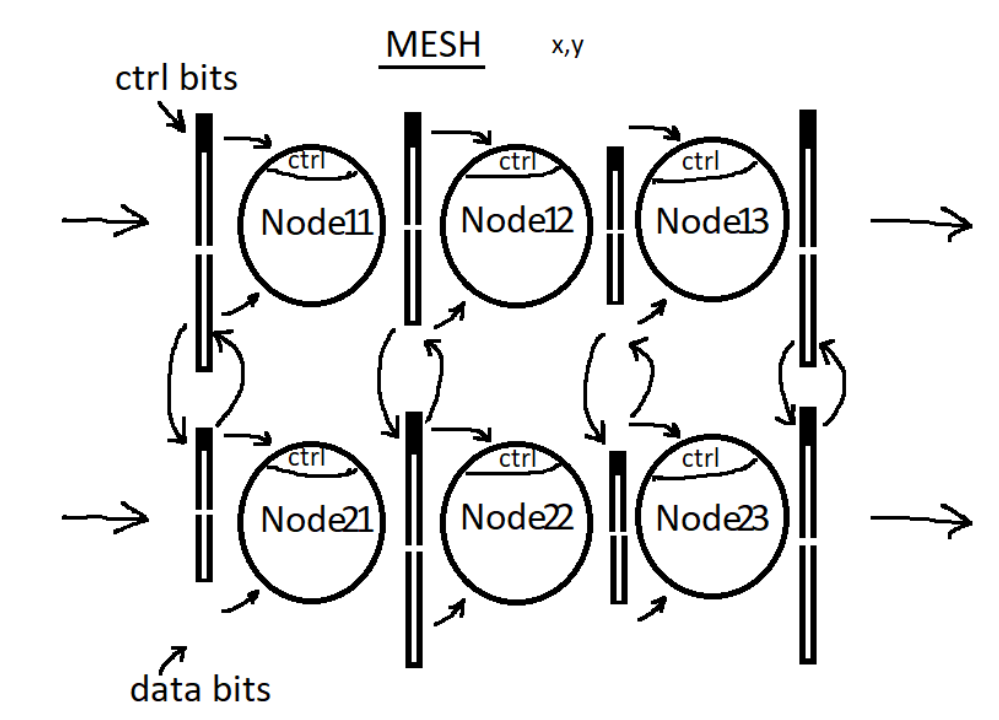 MESH x,y
ctrl bits
ctrl ctrl ctrl
Node11 Node12 Node13
ctrl ctrl ctrl
Node21 Node22 Node23
data bits